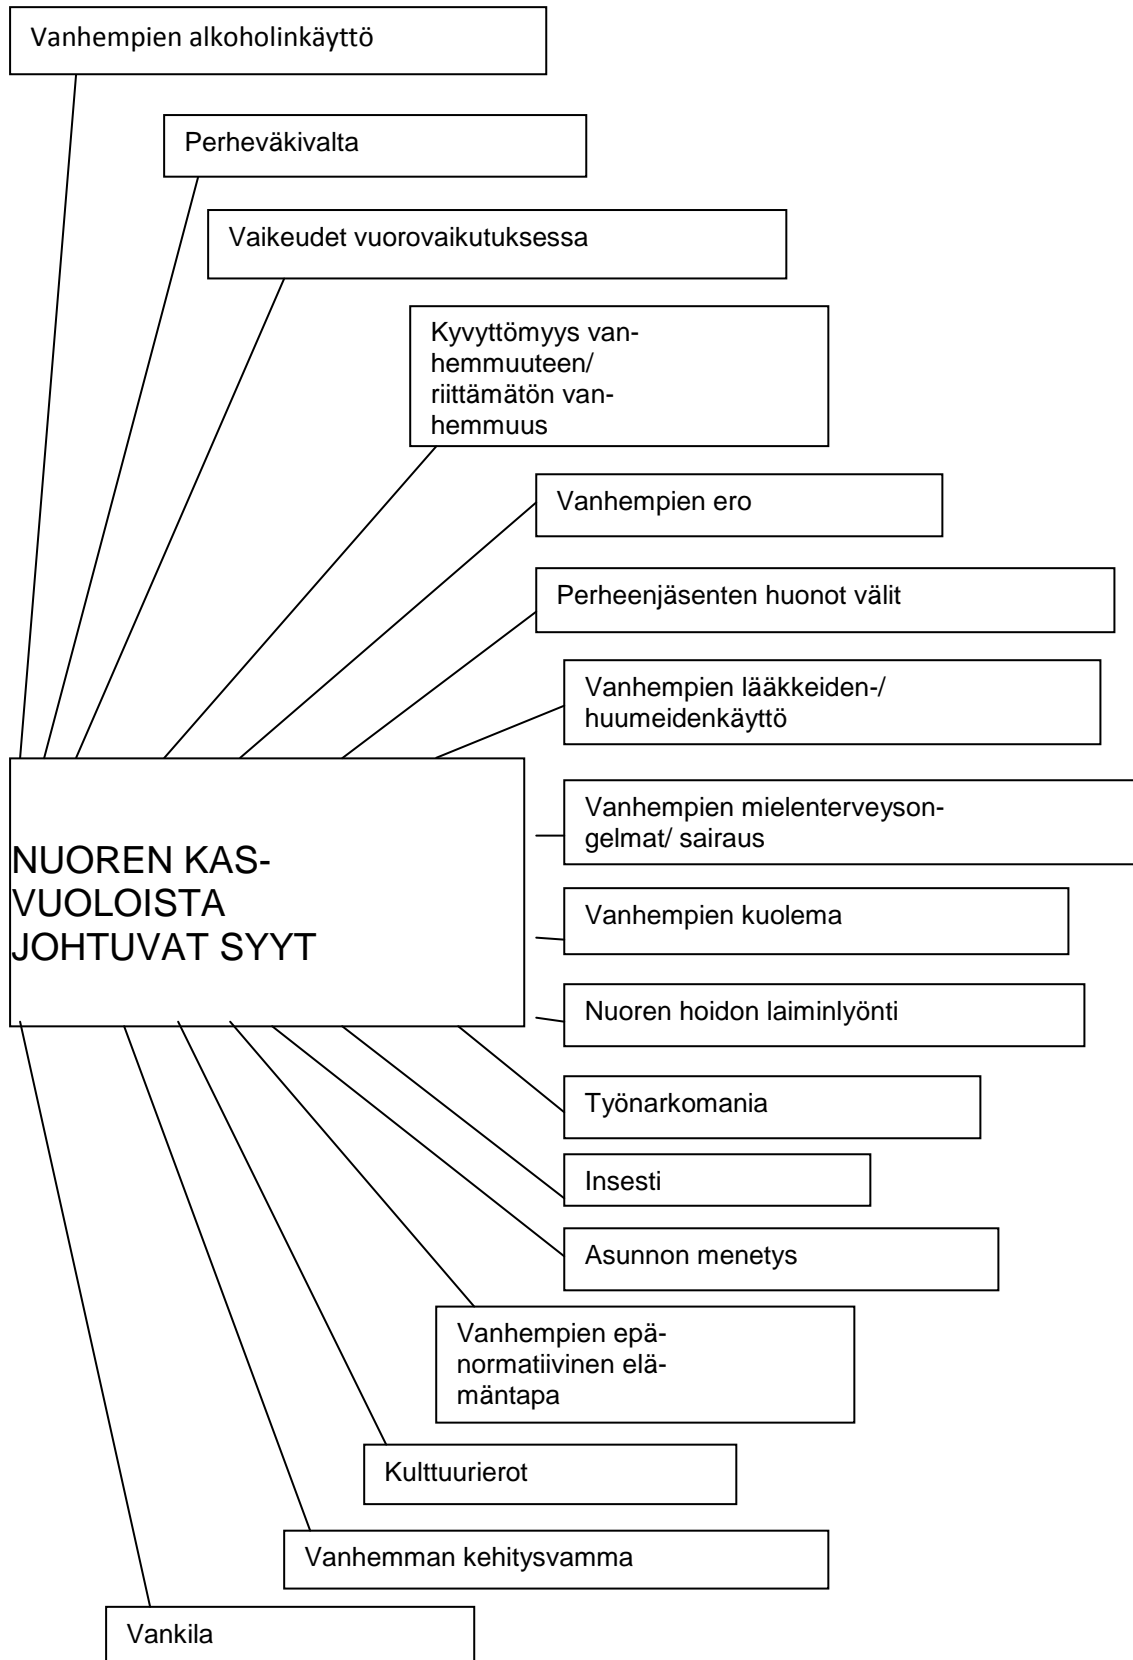 Vanhempien alkoholinkäyttö
Perheväkivalta
Vaikeudet vuorovaikutuksessa
Kyvyttömyys van-
hemmuuteen/
riittämätön van-
hemmuus
Vanhempien ero
Perheenjäsenten huonot välit
Vanhempien lääkkeiden-/
huumeidenkäyttö
Vanhempien mielenterveyson-
gelmat/ sairaus
NUOREN KAS-
VUOLOISTA
JOHTUVAT SYYT
Vanhempien kuolema
Nuoren hoidon laiminlyönti
Työnarkomania
Insesti
Asunnon menetys
Vanhempien epä-
normatiivinen elä-
mäntapa
Kulttuurierot
Vanhemman kehitysvamma
Vankila